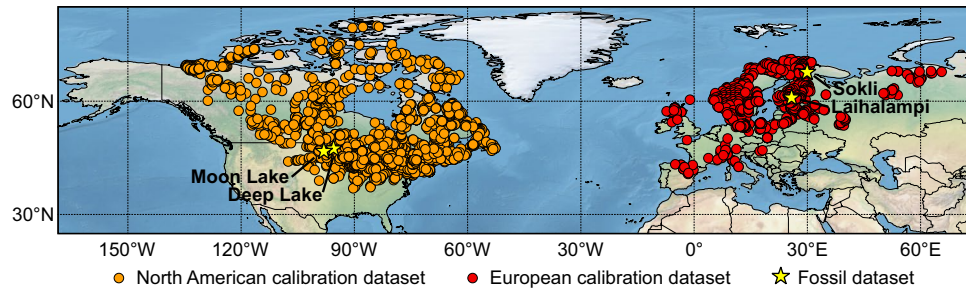 Sokli
60°N
Laihalampi
Moon Lake
Deep Lake
30°N
150°W 120°W 90°W 60°W 30°W 0° 30°E 60°E
North American calibration dataset European calibration dataset Fossil dataset